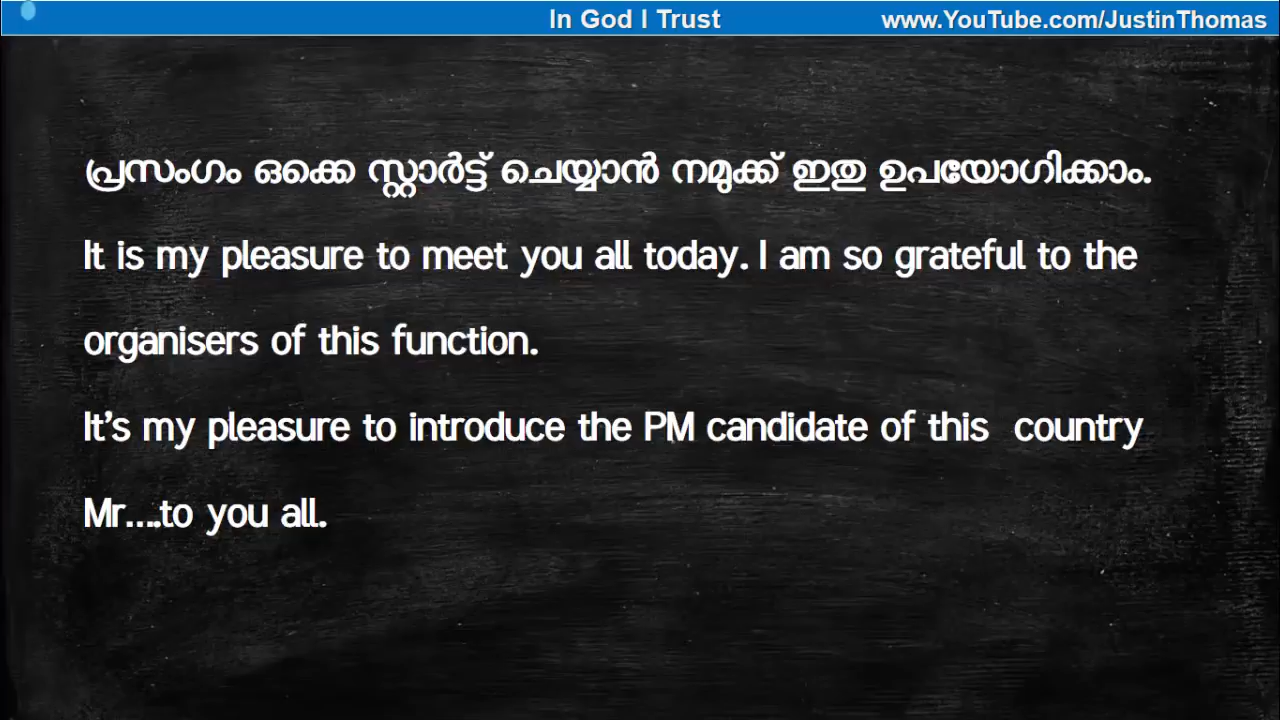 In God I Trust www.YouTube.com/JustinThomas
പ്രസംഗം ഒക്കെ സ്റ്റാർട്ട് ചെയ്യാൻ നമുക്ക് ഇതു ഉപയോഗിക്കാം.
It is my pleasure to meet you all today. I am so grateful to the
organisers of this function.
It’s my pleasure to introduce the PM candidate of this  country
Mr….to you all.